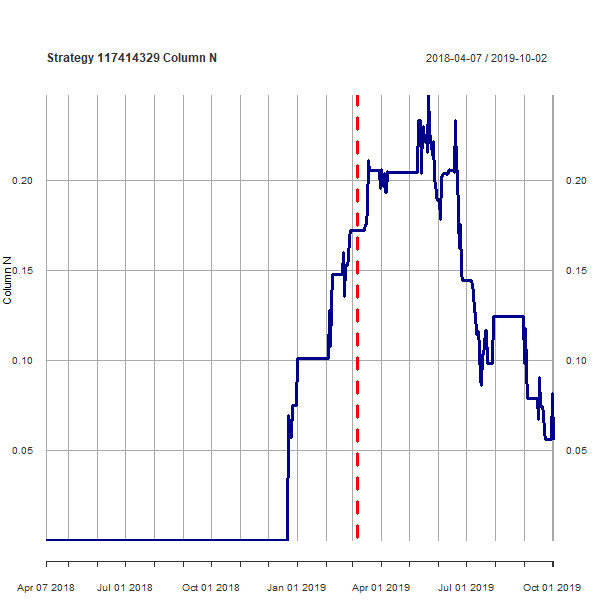 Strategy 117414329 Column N
2018-04-07 / 2019-10-02
Column N
0.20
0.15
0.10
0.05
0.20
0.15
0.10
0.05
Apr 07 2018
Jul 01 2018
Oct 01 2018
Jan 01 2019
Apr 01 2019
Jul 01 2019
Oct 01 2019